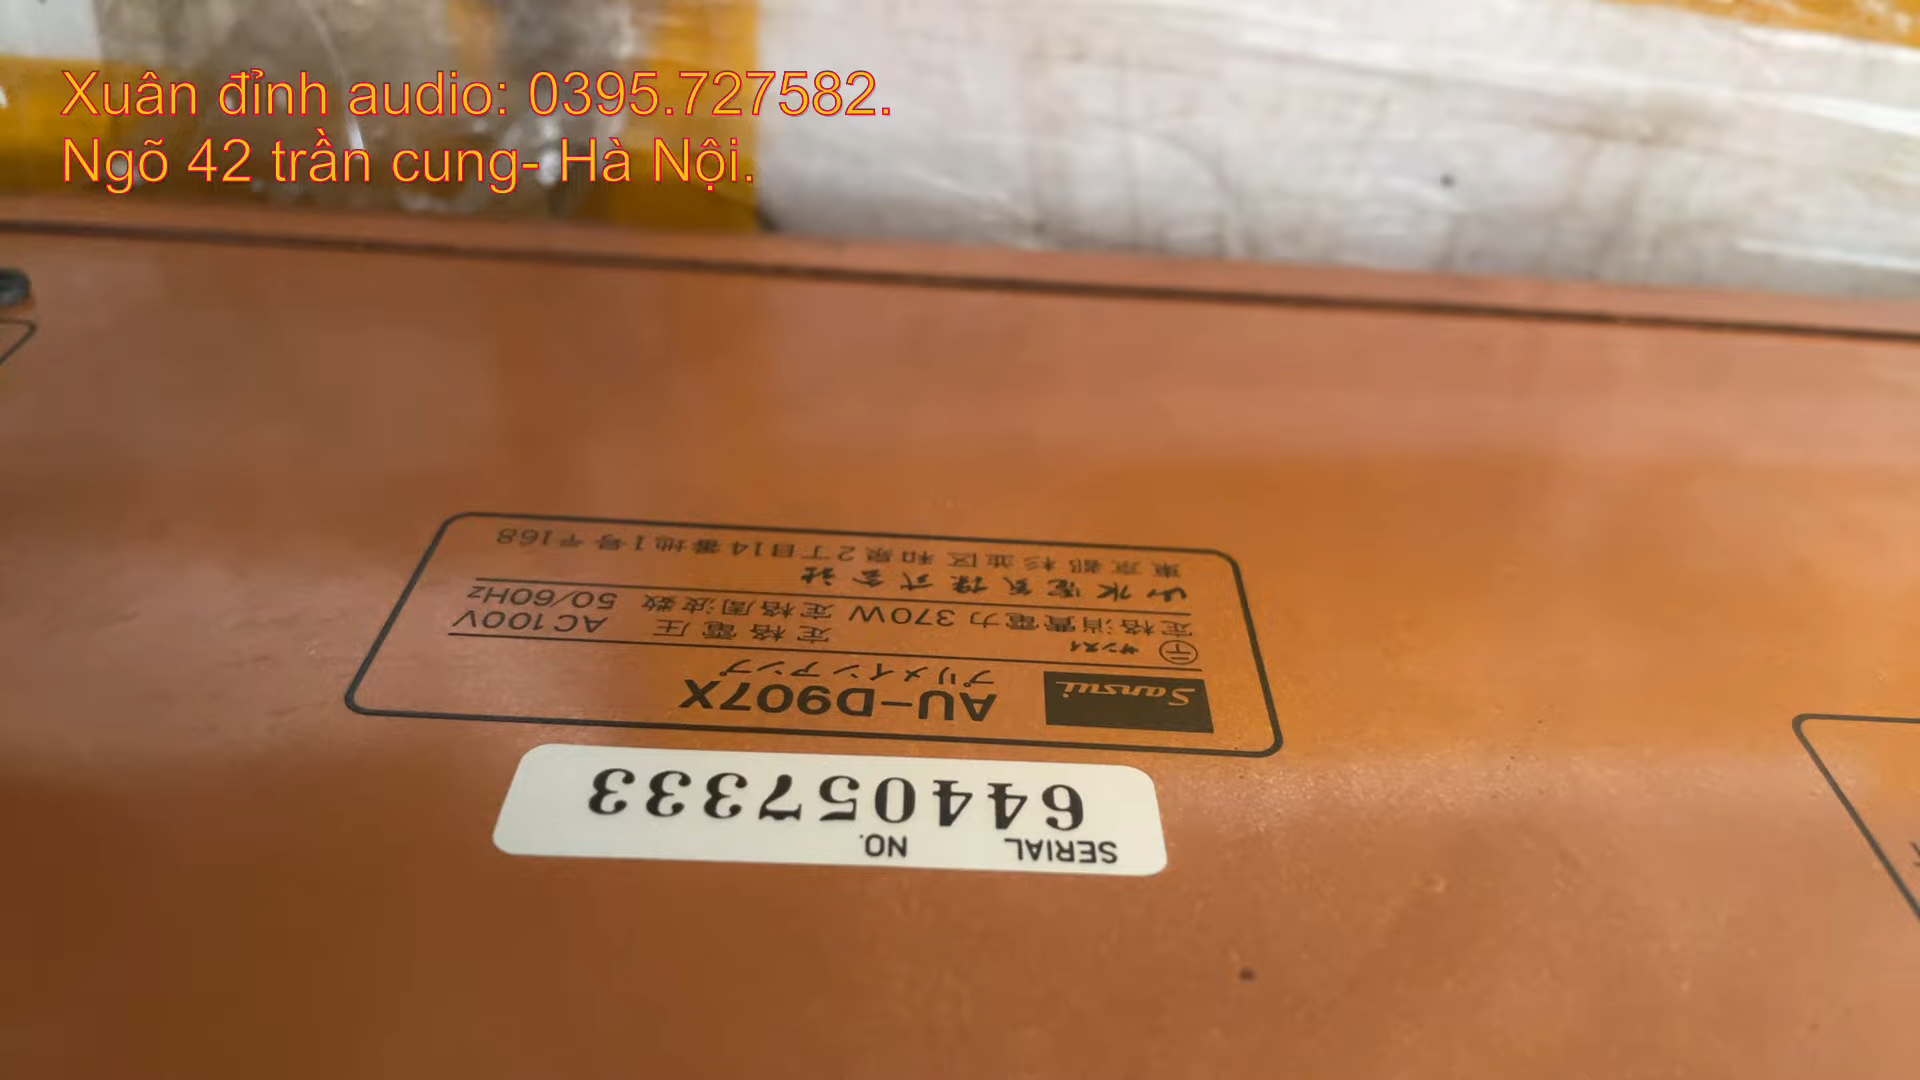 Xuân đỉnh audio: 0395.727582.
Ngõ 42 trần cung- Hà Nội.
SERIAL NO.
644057333
Sansui AU-D907X
プリメインアンプ
サンスイ 定格電圧 AC100V
定格消費電力 370W 定格周波数 50/60Hz
山水電気株式会社
東京都杉並区和泉2丁目14番地1号〒168